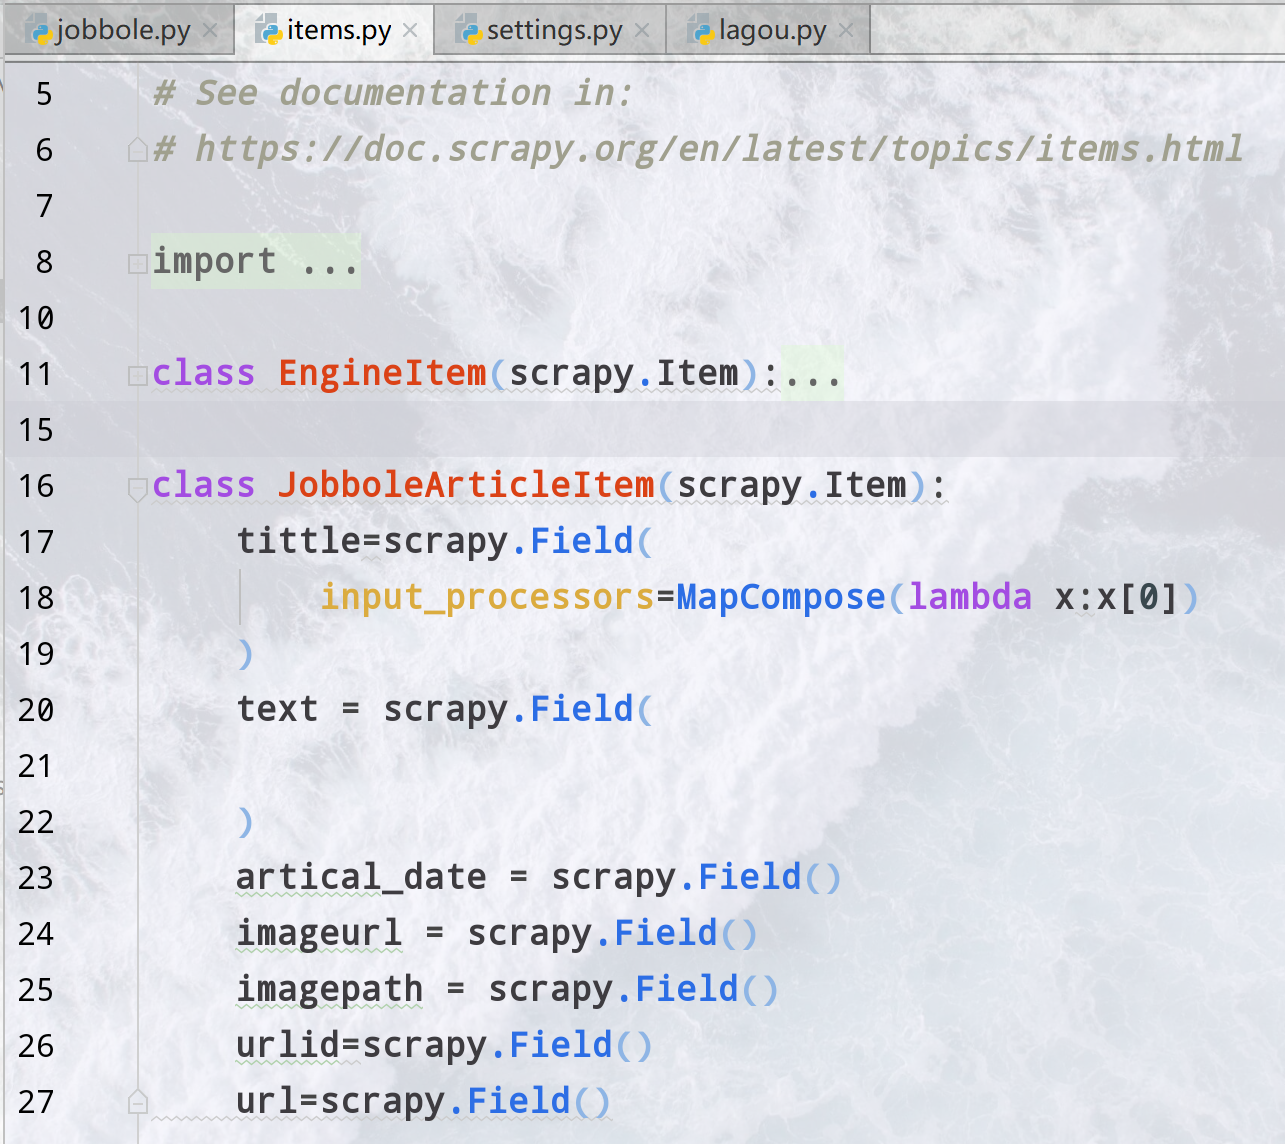 jobbole.py items.py settings.py lagou.py
5 # See documentation in:
6 # https://doc.scrapy.org/en/latest/topics/items.html
7
8 import ...
10
11 class EngineItem(scrapy.Item):...
15
16 class JobboleArticleItem(scrapy.Item):
17 tittle=scrapy.Field(
18 input_processors=MapCompose(lambda x:x[0])
19 )
20 text = scrapy.Field(
21
22 )
23 artical_date = scrapy.Field()
24 imageurl = scrapy.Field()
25 imagepath = scrapy.Field()
26 urlid=scrapy.Field()
27 url=scrapy.Field()